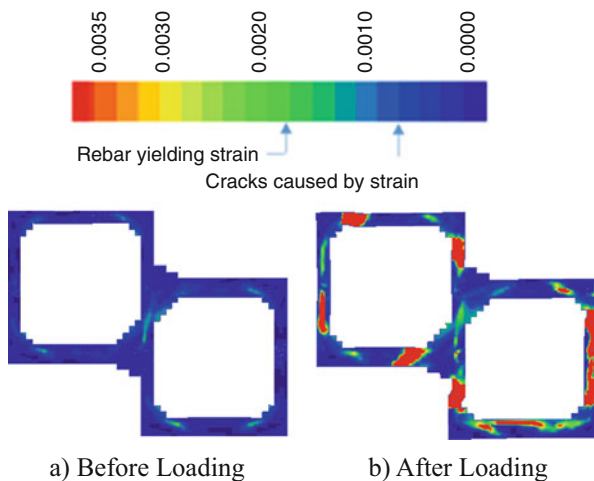 0.0035 0.0030 0.0020 0.0010 0.0000
Rebar yielding strain
Cracks caused by strain
a) Before Loading b) After Loading